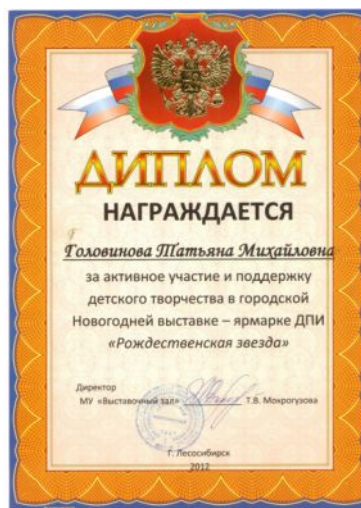 ДИПЛОМ
НАГРАЖДАЕТСЯ
Головинова Татьяна Михайловна
за активное участие и поддержку
детского творчества в городской
Новогодней выставке – ярмарке ДПИ
«Рождественская звезда»
Директор
МУ «Выставочный зал» Т.В. Мокрогузова
Г. Лесосибирск
2012